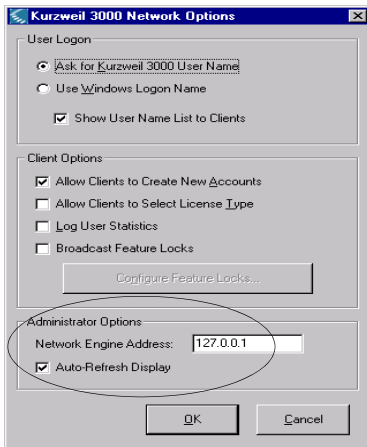 Kurzweil 3000 Network Options
User Logon
Ask for Kurzweil 3000 User Name
Use Windows Logon Name
Show User Name List to Clients
Client Options
Allow Clients to Create New Accounts
Allow Clients to Select License Type
Log User Statistics
Broadcast Feature Locks
Configure Feature Locks...
Administrator Options
Network Engine Address: 127.0.0.1
Auto-Refresh Display
OK Cancel